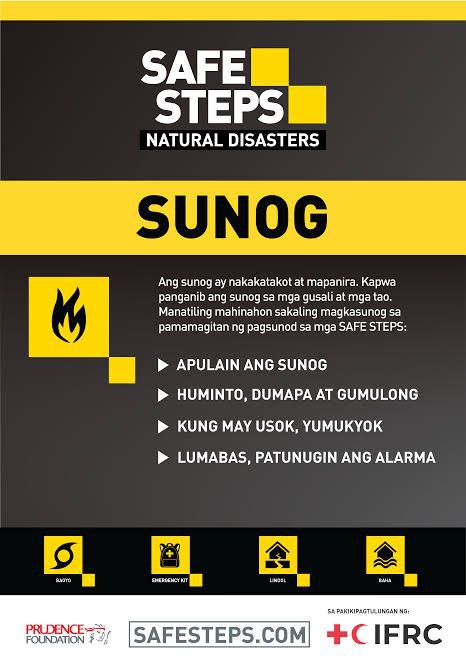 SAFE
STEPS
NATURAL DISASTERS
SUNOG
Ang sunog ay nakakatakot at mapanira. Kapwa
panganib ang sunog sa mga gusali at mga tao.
Manatiling mahinahon sakaling magkasunog sa
pamamagitan ng pagsunod sa mga SAFE STEPS:
APULAIN ANG SUNOG
HUMINTO, DUMAPA AT GUMULONG
KUNG MAY USOK, YUMUKYOK
LUMABAS, PATUNUGIN ANG ALARMA
BAGYO
EMERGENCY KIT
LINDOL
BAHA
PRUDENCE
FOUNDATION
SAFESTEPS.COM
SA PAKIKIPAGTULUNGAN NG:
IFRC